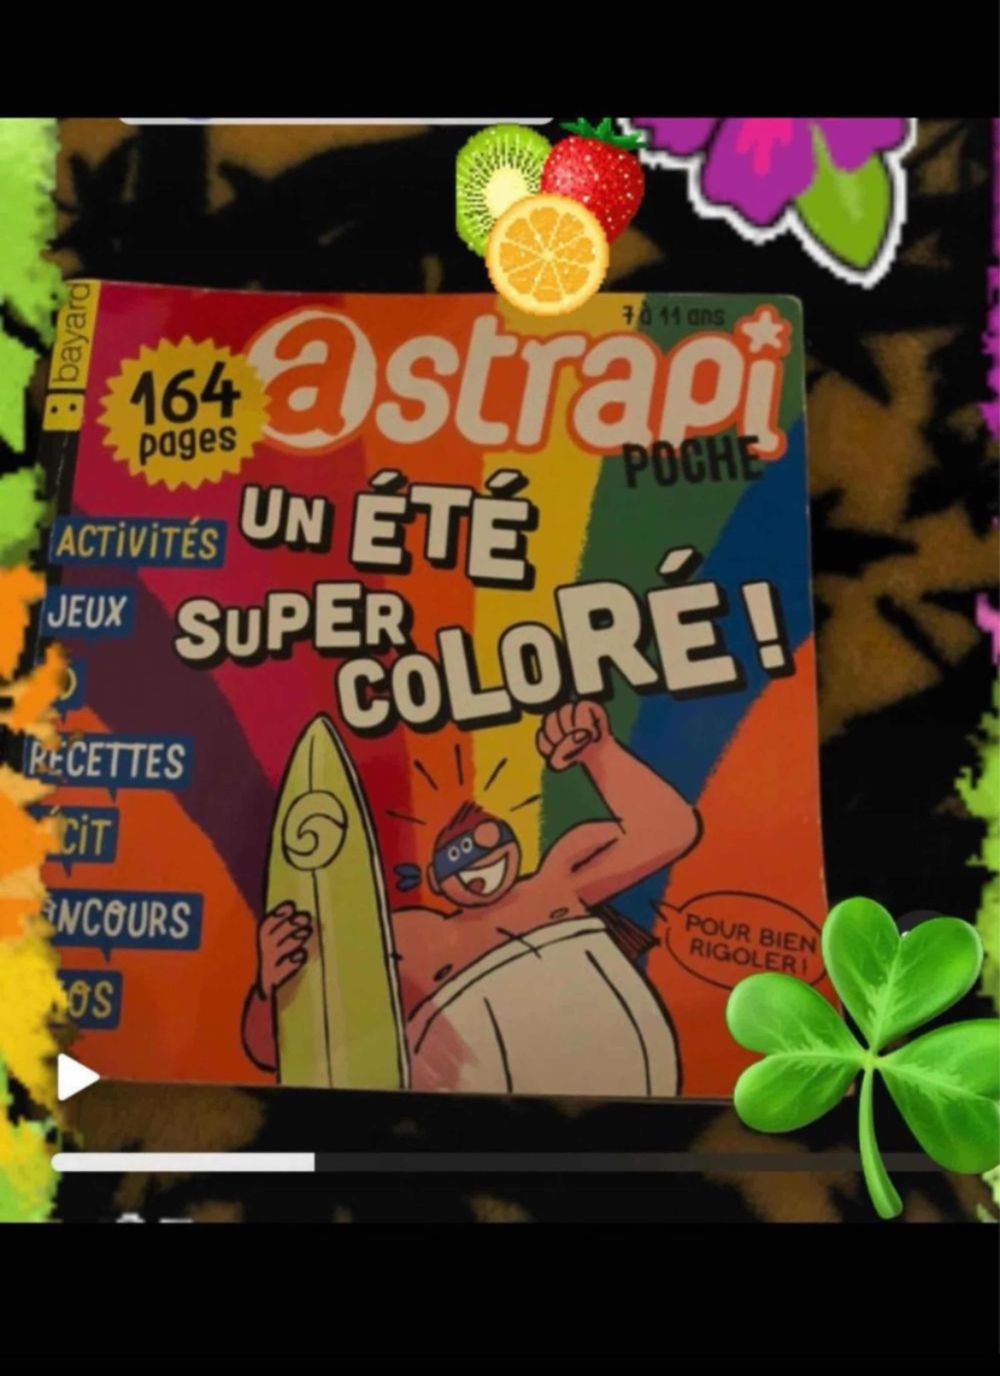 bayard
7 à 11 ans
astrapi
POCHE
164
pages
UN ÉTÉ
SUPER
COLORÉ !
ACTIVITÉS
JEUX
RECETTES
POUR BIEN
RIGOLER !